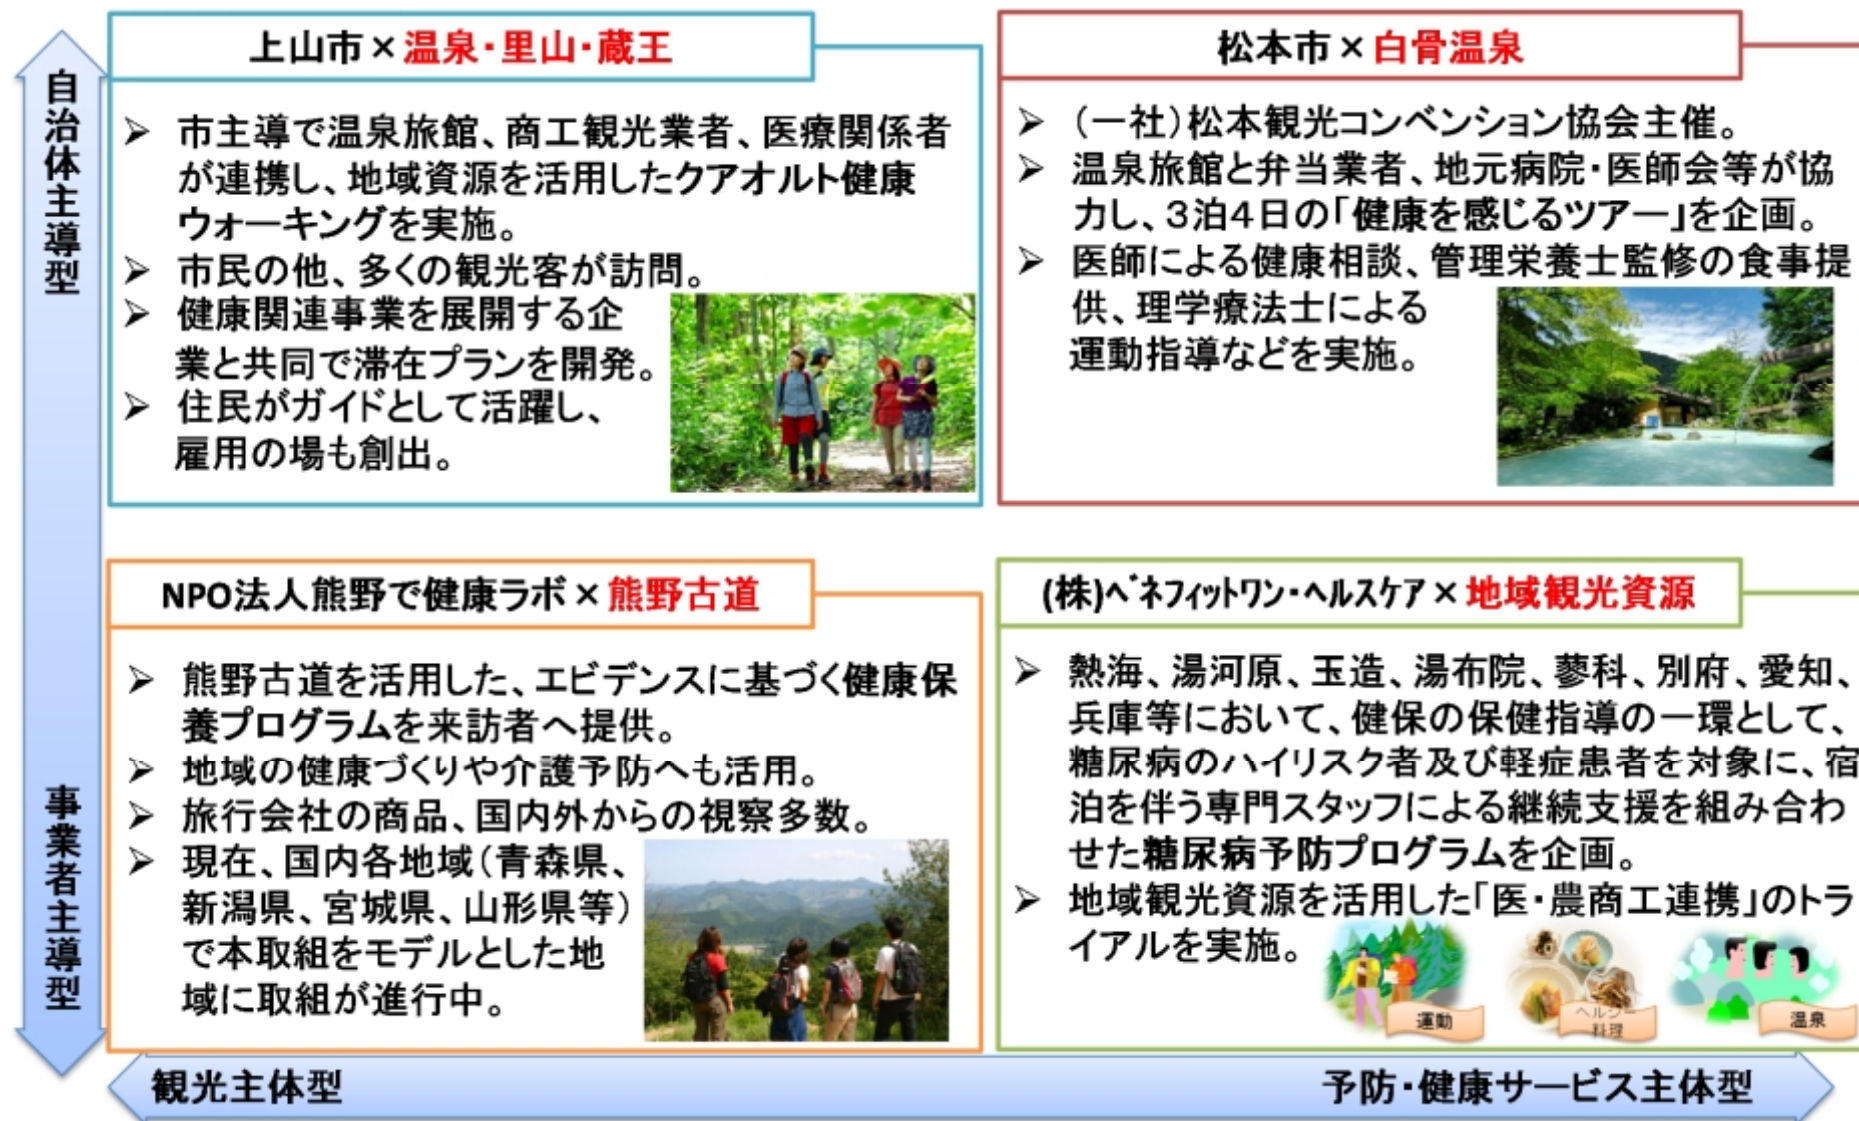 自治体主導型
上山市×温泉・里山・蔵王
➢ 市主導で温泉旅館、商工観光業者、医療関係者
が連携し、地域資源を活用したクアオルト健康
ウォーキングを実施。
➢ 市民の他、多くの観光客が訪問。
➢ 健康関連事業を展開する企
業と共同で滞在プランを開発。
➢ 住民がガイドとして活躍し、
雇用の場も創出。
松本市×白骨温泉
➢ (一社)松本観光コンベンション協会主催。
➢ 温泉旅館と弁当業者、地元病院・医師会等が協
力し、3泊4日の「健康を感じるツアー」を企画。
➢ 医師による健康相談、管理栄養士監修の食事提
供、理学療法士による
運動指導などを実施。
事業者主導型
NPO法人熊野で健康ラボ×熊野古道
➢ 熊野古道を活用した、エビデンスに基づく健康保
養プログラムを来訪者へ提供。
➢ 地域の健康づくりや介護予防へも活用。
➢ 旅行会社の商品、国内外からの視察多数。
➢ 現在、国内各地域(青森県、
新潟県、宮城県、山形県等)
で本取組をモデルとした地
域に取組が進行中。
(株)ベネフィットワン・ヘルスケア×地域観光資源
➢ 熱海、湯河原、玉造、湯布院、蓼科、別府、愛知、
兵庫等において、健保の保健指導の一環として、
糖尿病のハイリスク者及び軽症患者を対象に、宿
泊を伴う専門スタッフによる継続支援を組み合わ
せた糖尿病予防プログラムを企画。
➢ 地域観光資源を活用した「医・農商工連携」のトラ
イアルを実施。
運動
ヘルシー
料理
温泉
観光主体型
予防・健康サービス主体型